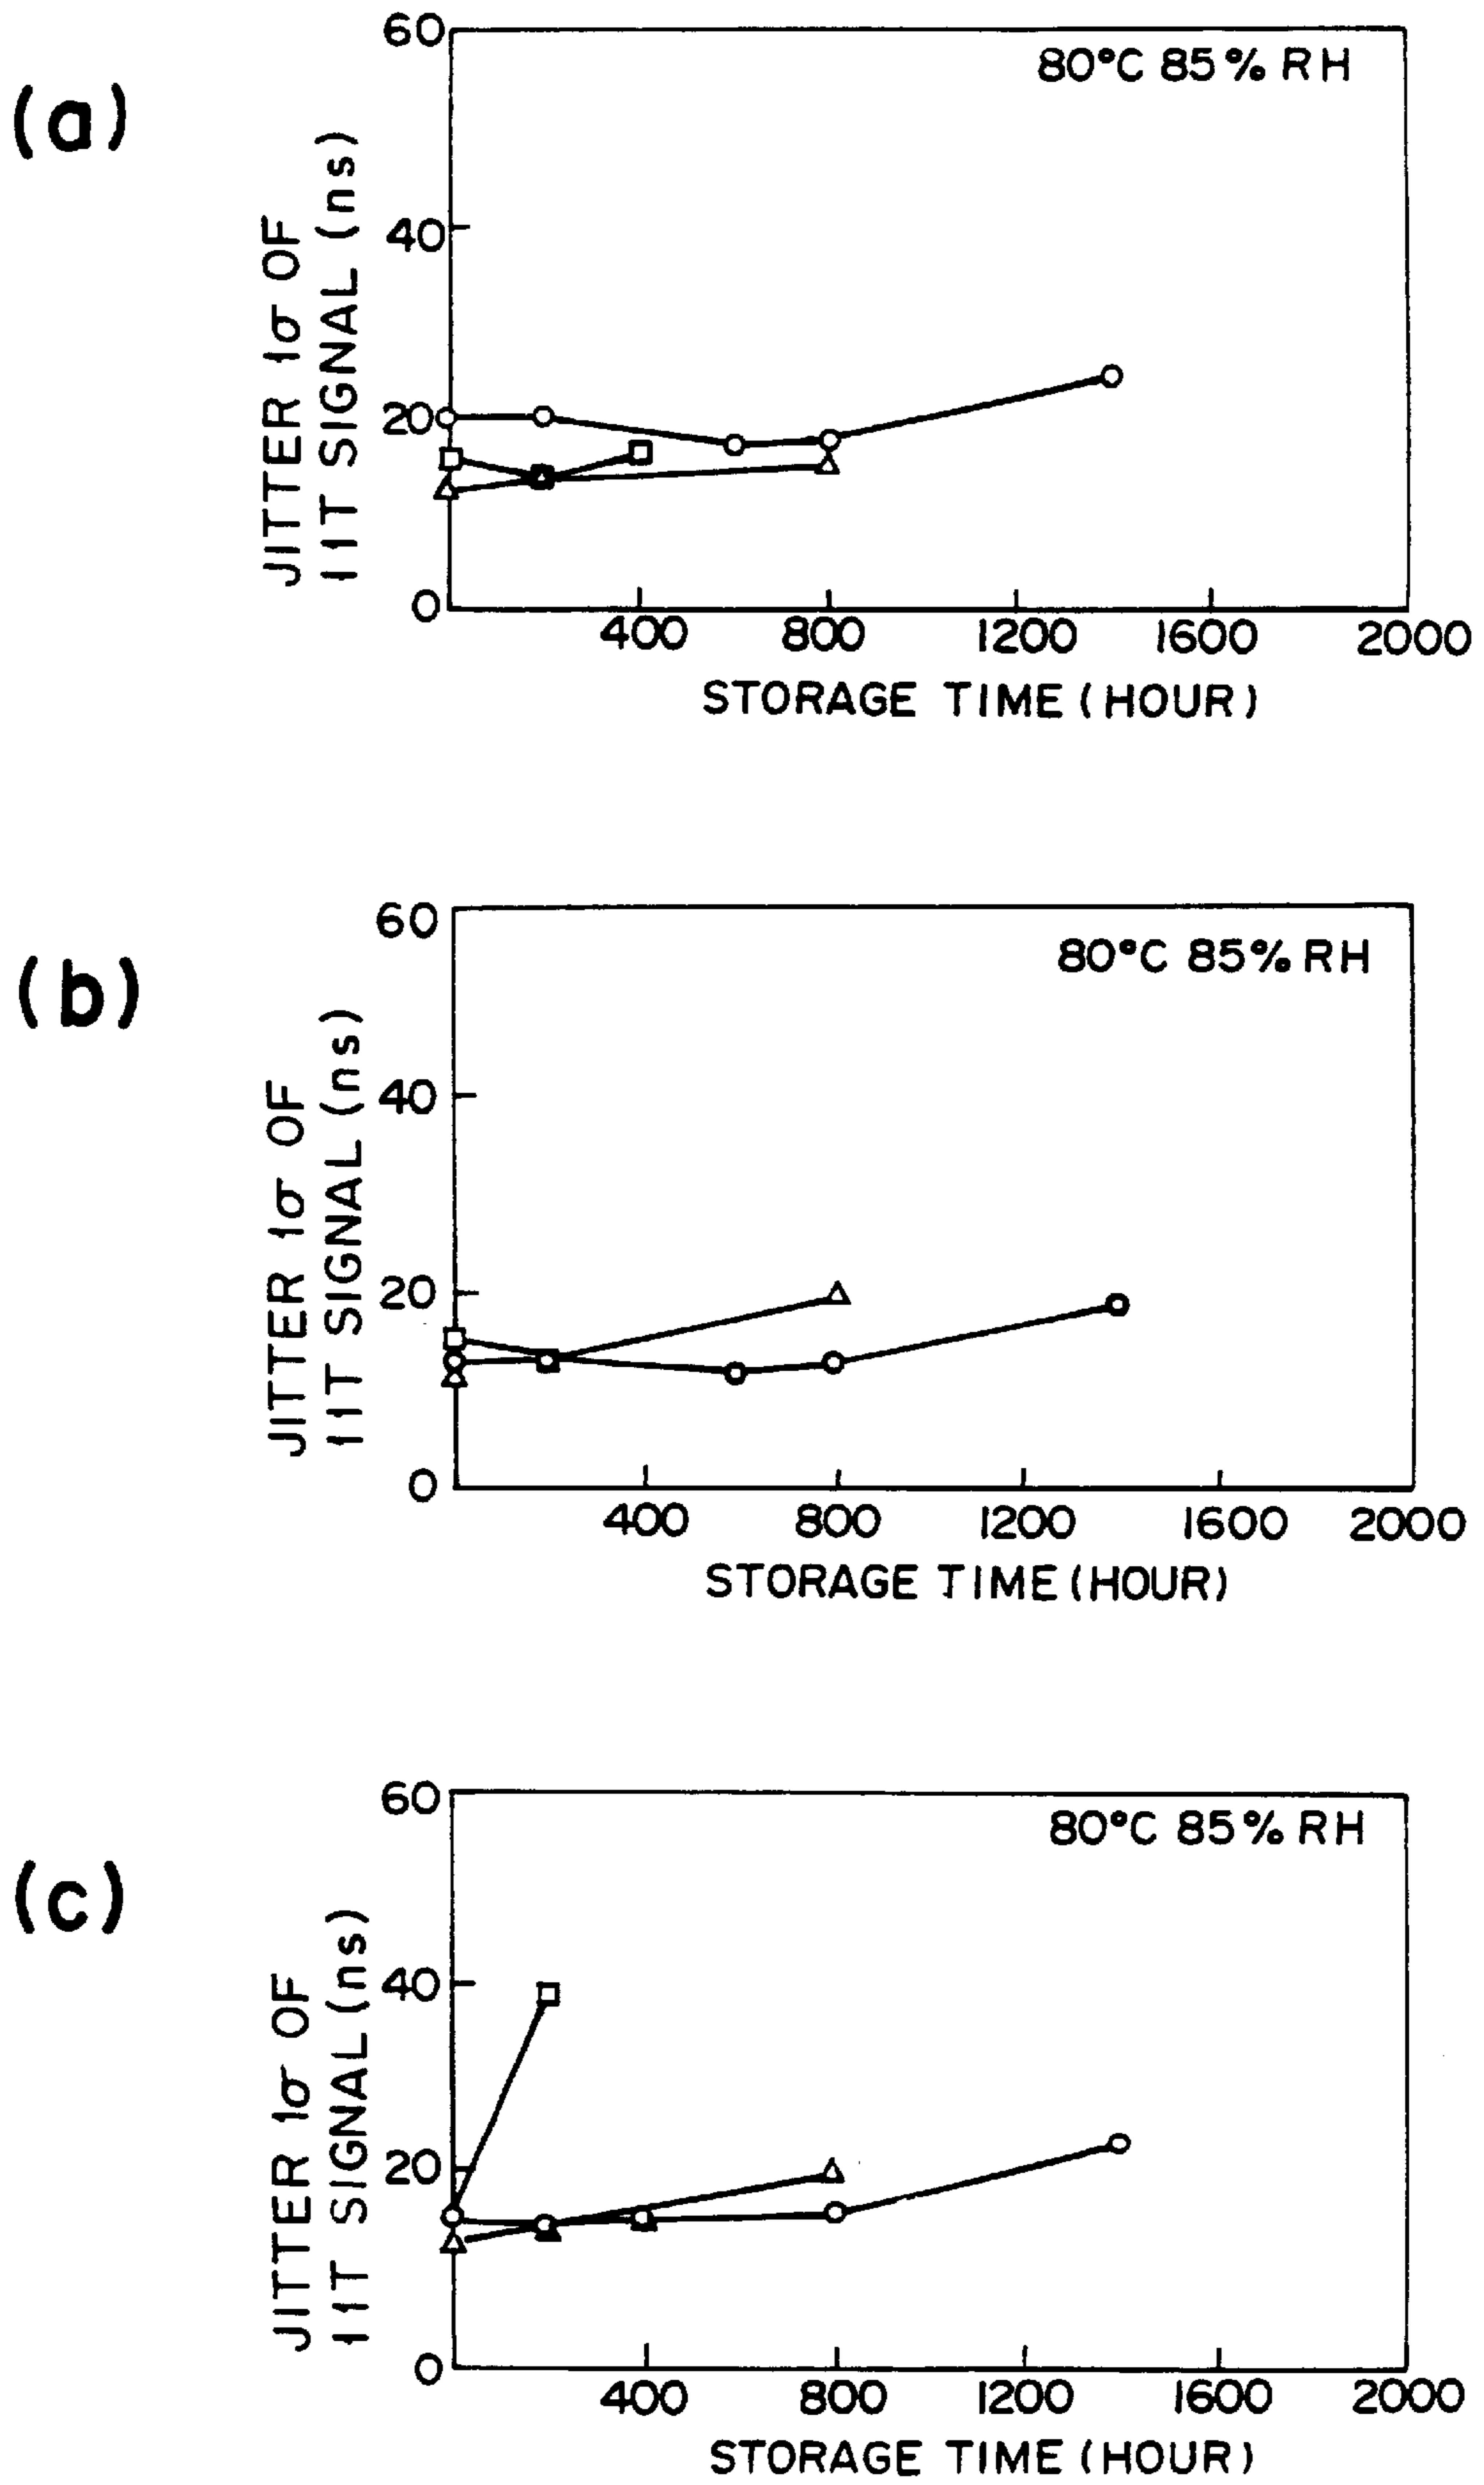 (a)
60
80°C 85% RH
40
20
0
JITTER 1σ OF
11T SIGNAL (ns)
400 800 1200 1600 2000
STORAGE TIME (HOUR)
(b)
60
80°C 85% RH
40
20
0
JITTER 1σ OF
11T SIGNAL (ns)
400 800 1200 1600 2000
STORAGE TIME (HOUR)
(c)
60
80°C 85% RH
40
20
0
JITTER 1σ OF
11T SIGNAL (ns)
400 800 1200 1600 2000
STORAGE TIME (HOUR)